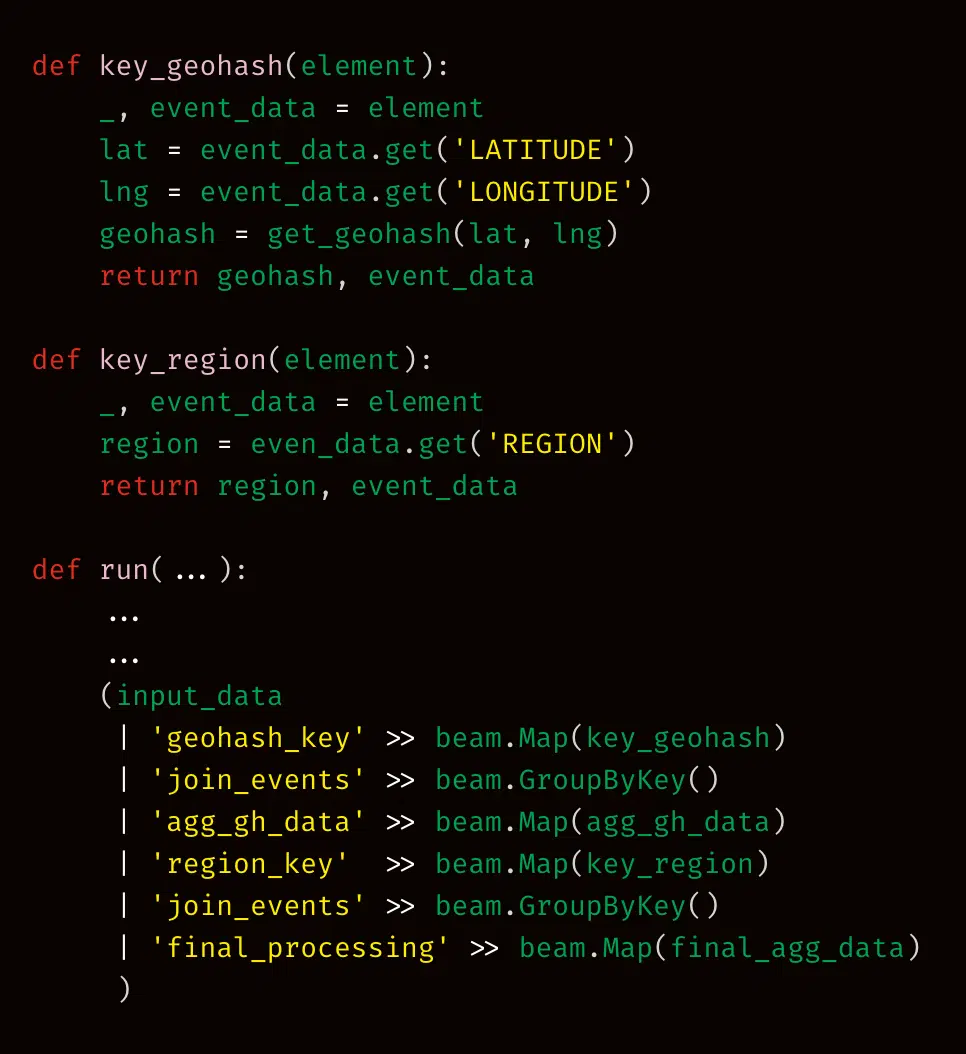 def key_geohash(element):
    _, event_data = element
    lat = event_data.get('LATITUDE')
    lng = event_data.get('LONGITUDE')
    geohash = get_geohash(lat, lng)
    return geohash, event_data

def key_region(element):
    _, event_data = element
    region = even_data.get('REGION')
    return region, event_data

def run(...):
    ...
    ...
    (input_data
     | 'geohash_key' >> beam.Map(key_geohash)
     | 'join_events' >> beam.GroupByKey()
     | 'agg_gh_data' >> beam.Map(agg_gh_data)
     | 'region_key'  >> beam.Map(key_region)
     | 'join_events' >> beam.GroupByKey()
     | 'final_processing' >> beam.Map(final_agg_data)
     )